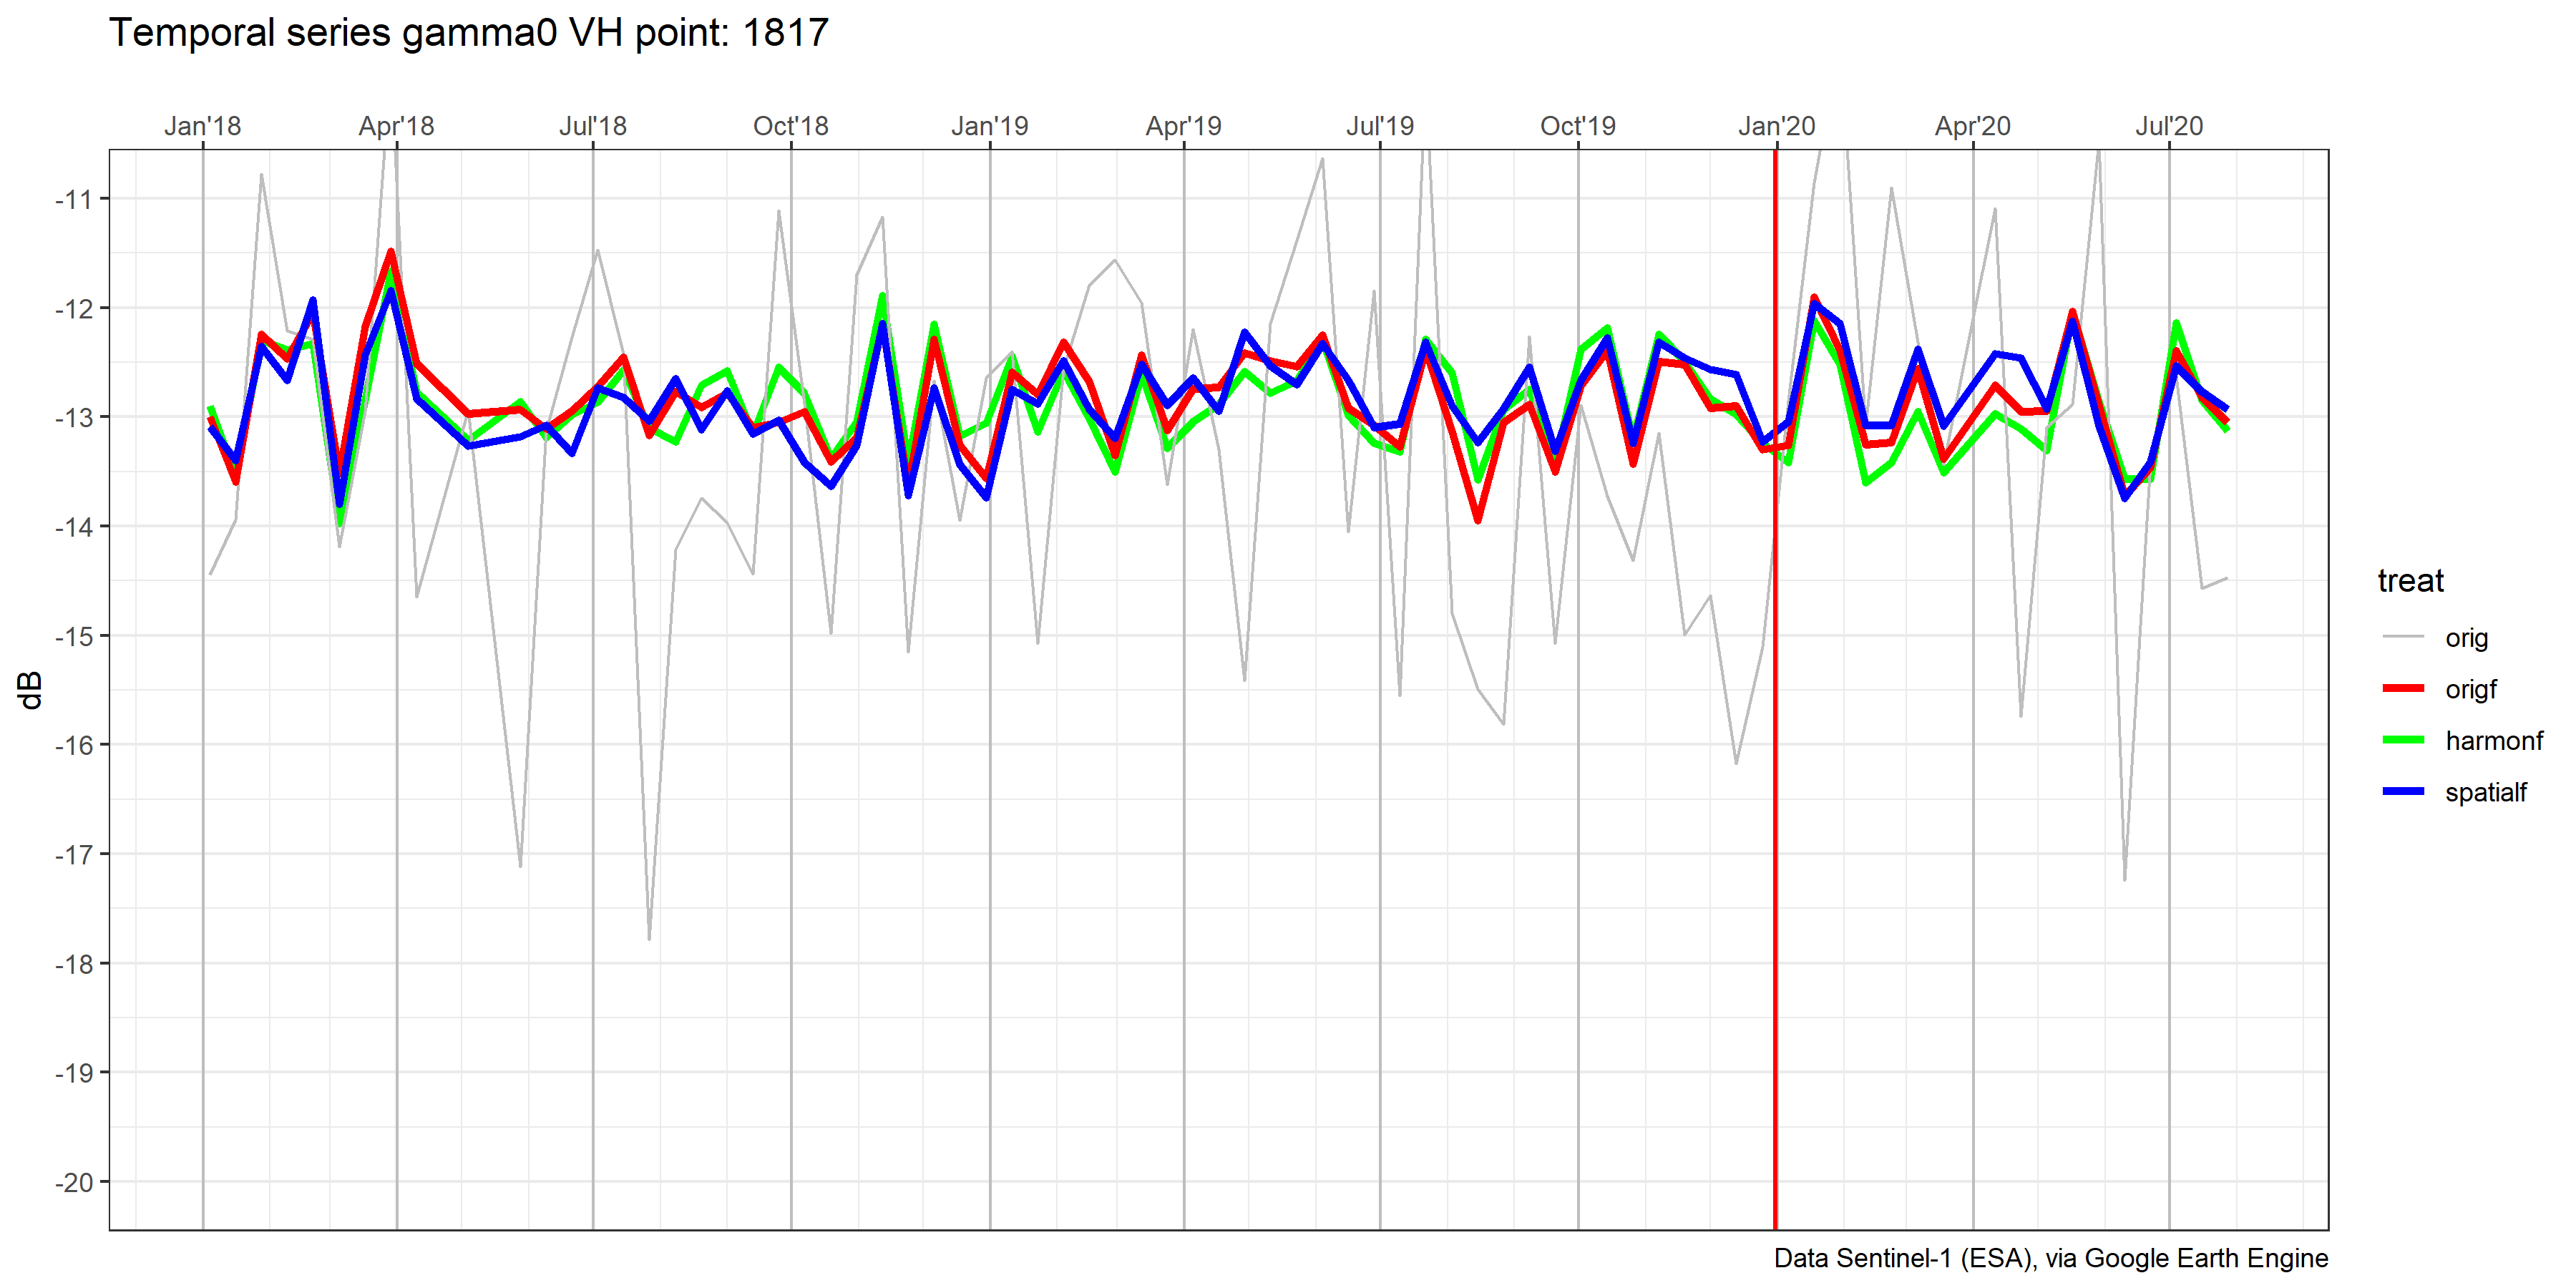 Temporal series gamma0 VH point: 1817
Jan'18 Apr'18 Jul'18 Oct'18 Jan'19 Apr'19 Jul'19 Oct'19 Jan'20 Apr'20 Jul'20
-11
-12
-13
-14
-15
-16
-17
-18
-19
-20
dB
treat
orig
origf
harmonf
spatialf
Data Sentinel-1 (ESA), via Google Earth Engine